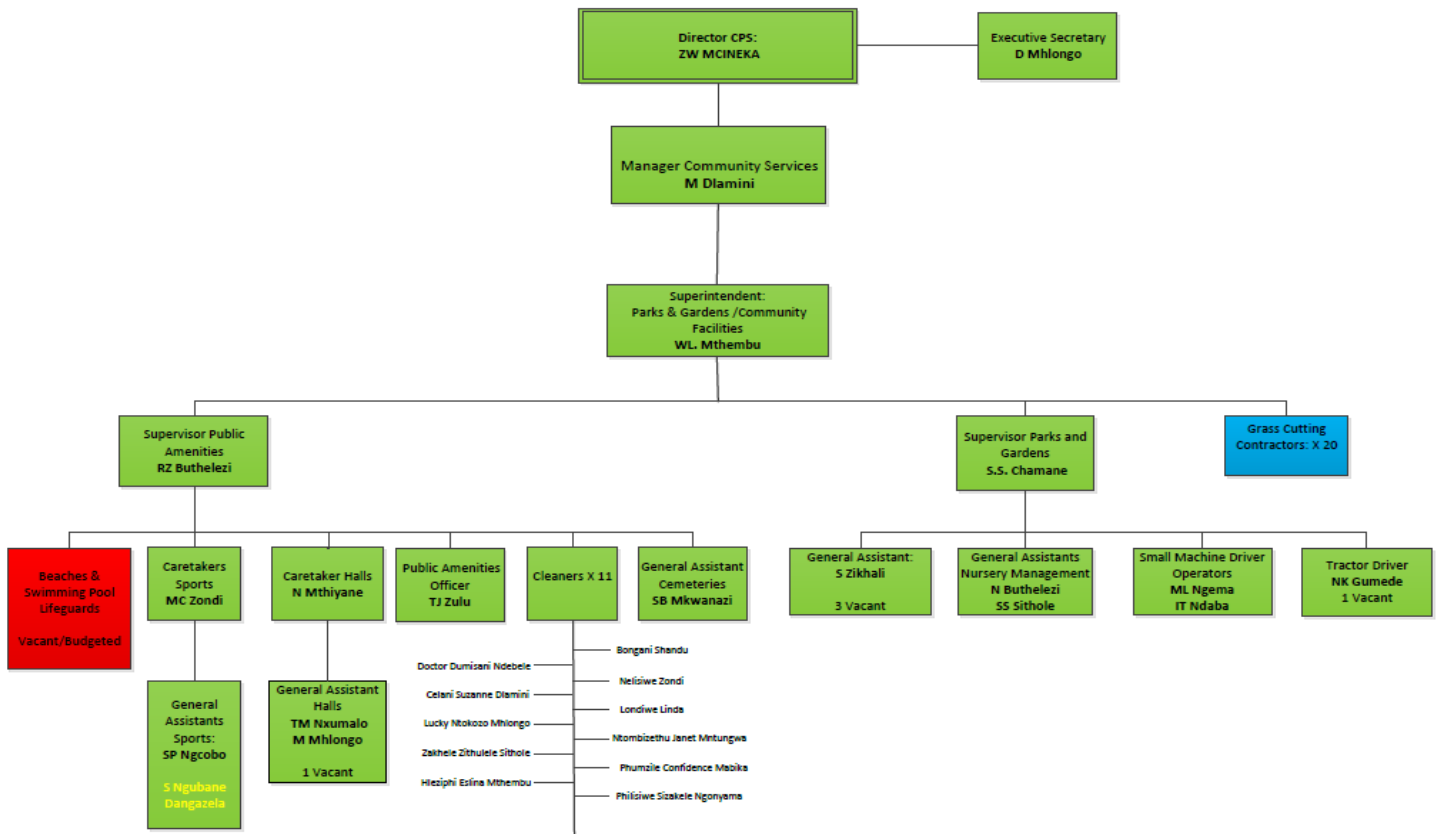 Director CPS:
ZW MCINEKA
Executive Secretary
D Mhlongo
Manager Community Services
M Dlamini
Superintendent:
Parks & Gardens /Community
Facilities
WL. Mthembu
Supervisor Public
Amenities
RZ Buthelezi
Supervisor Parks and
Gardens
S.S. Chamane
Grass Cutting
Contractors: X 20
Beaches &
Swimming Pool
Lifeguards
Vacant/Budgeted
Caretakers
Sports
MC Zondi
Caretaker Halls
N Mthiyane
Public Amenities
Officer
TJ Zulu
Cleaners X 11
General Assistant
Cemeteries
SB Mkwanazi
General Assistant:
S Zikhali
3 Vacant
General Assistants
Nursery Management
N Buthelezi
SS Sithole
Small Machine Driver
Operators
ML Ngema
IT Ndaba
Tractor Driver
NK Gumede
1 Vacant
General
Assistants
Sports:
SP Ngcobo
S Ngubane
Dangazela
General Assistant
Halls
TM Nxumalo
M Mhlongo
1 Vacant
Bongani Shandu
Doctor Dumisani Ndebele
Nelisiwe Zondi
Celani Suzanne Dlamini
Londiwe Linda
Lucky Ntokozo Mhlongo
Ntombizethu Janet Mntungwa
Zakhele Zithulele Sithole
Phumzile Confidence Mabika
Hleziphi Eslina Mthembu
Philisiwe Sizakele Ngonyama